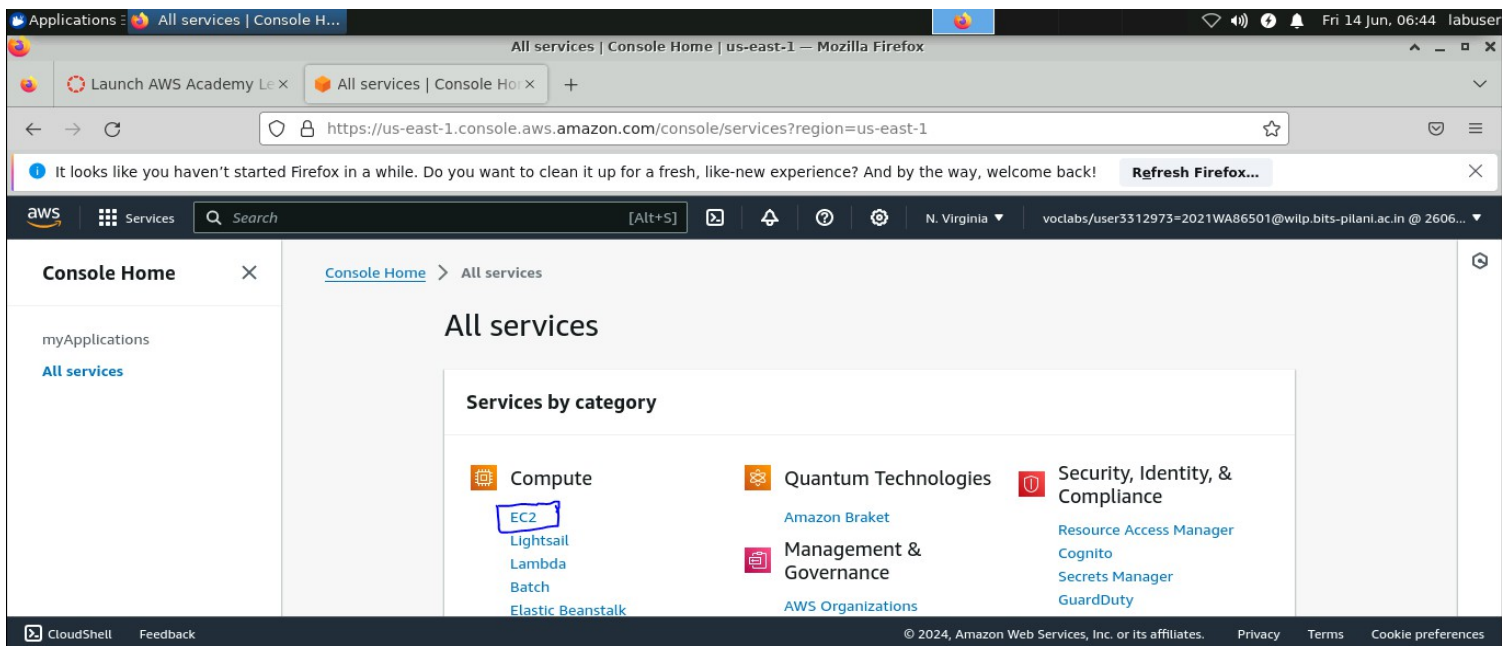 Applications All services | Console H... Fri 14 Jun, 06:44 labuser
All services | Console Home | us-east-1 — Mozilla Firefox
Launch AWS Academy Le All services | Console Hor
https://us-east-1.console.aws.amazon.com/console/services?region=us-east-1
It looks like you haven't started Firefox in a while. Do you want to clean it up for a fresh, like-new experience? And by the way, welcome back! Refresh Firefox...
aws Services Search [Alt+S] N. Virginia voclabs/user3312973=2021WA86501@wilp.bits-pilani.ac.in @ 2606...
Console Home
Console Home > All services
myApplications
All services
All services
Services by category
Compute
EC2
Lightsail
Lambda
Batch
Elastic Beanstalk
Quantum Technologies
Amazon Braket
Management &
Governance
AWS Organizations
Security, Identity, &
Compliance
Resource Access Manager
Cognito
Secrets Manager
GuardDuty
CloudShell Feedback © 2024, Amazon Web Services, Inc. or its affiliates. Privacy Terms Cookie preferences